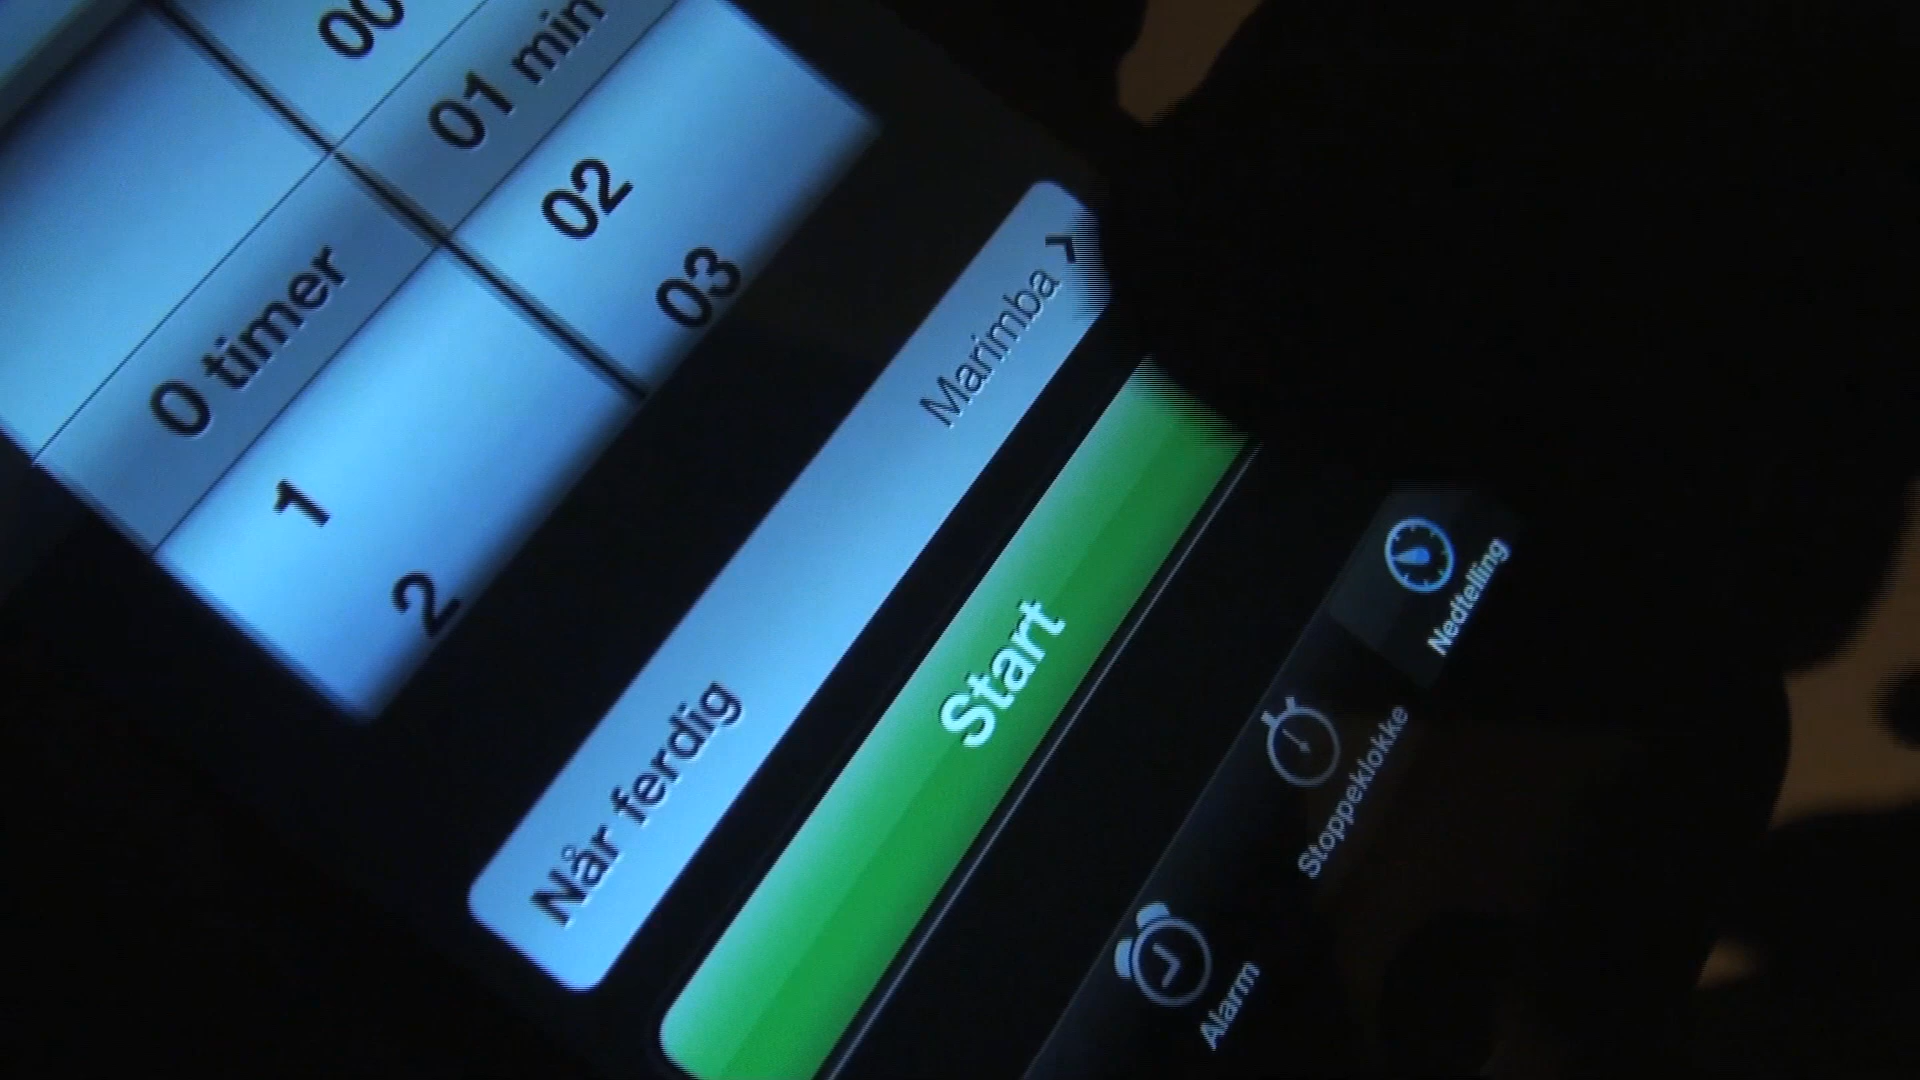 00
0 timer 01 min
1 02
2 03
Når ferdig Marimba
Start
Alarm Stoppeklokke Nedtelling